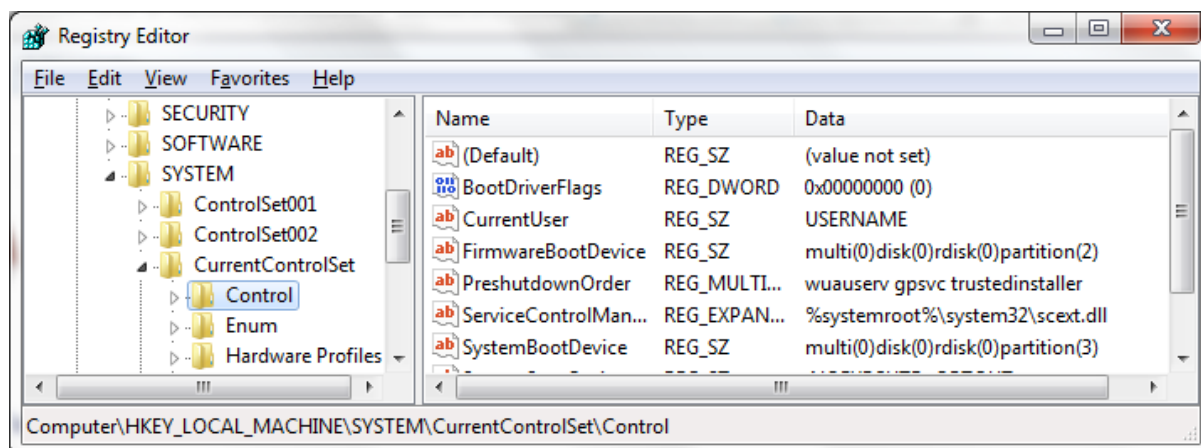 Registry Editor
File Edit View Favorites Help
SECURITY
SOFTWARE
SYSTEM
ControlSet001
ControlSet002
CurrentControlSet
Control
Enum
Hardware Profiles
Name Type Data
(Default) REG_SZ (value not set)
BootDriverFlags REG_DWORD 0x00000000 (0)
CurrentUser REG_SZ USERNAME
FirmwareBootDevice REG_SZ multi(0)disk(0)rdisk(0)partition(2)
PreshutdownOrder REG_MULTI... wuauserv gpsvc trustedinstaller
ServiceControlMan... REG_EXPAN... %systemroot%\system32\scext.dll
SystemBootDevice REG_SZ multi(0)disk(0)rdisk(0)partition(3)
Computer\HKEY_LOCAL_MACHINE\SYSTEM\CurrentControlSet\Control